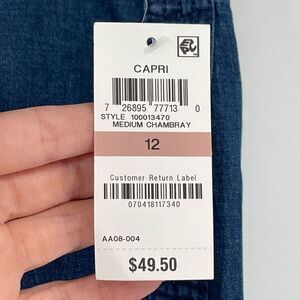 CAPRI
7 26895 77713 0
STYLE 100013470
MEDIUM CHAMBRAY
12
Customer Return Label
070418117340
AA08-004
$49.50